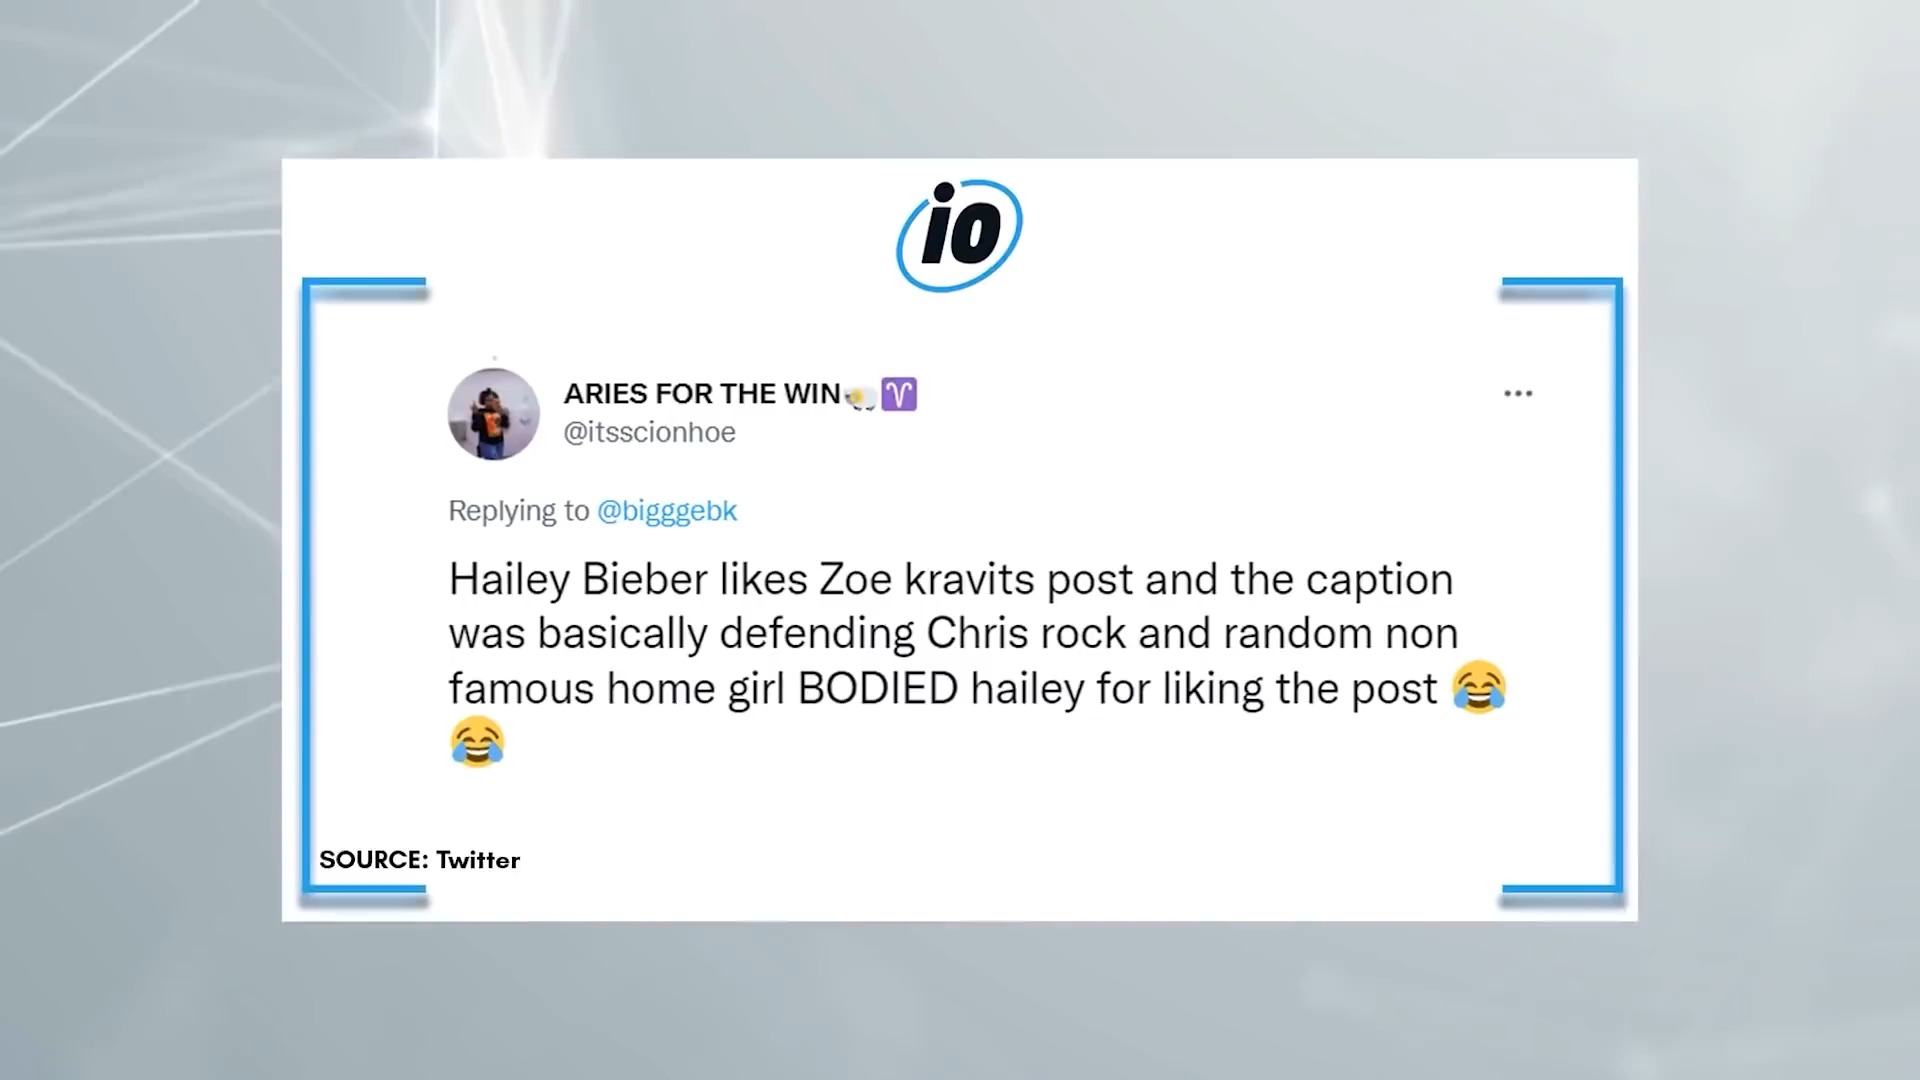 io
ARIES FOR THE WIN🐏♈
@itsscionhoe
Replying to @bigggebk
Hailey Bieber likes Zoe kravits post and the caption
was basically defending Chris rock and random non
famous home girl BODIED hailey for liking the post 😂
😂
SOURCE: Twitter